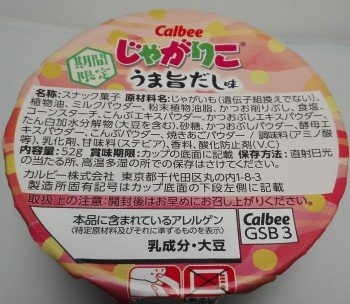 Calbee
期間
限定
じゃがりこ
うま旨だし味
名称:スナック菓子 原材料名:じゃがいも(遺伝子組換えでない)、
植物油、ミルクパウダー、粉末植物油脂、かつお削りぶし、食塩、
コーンスターチ、こんぶエキスパウダー、かつおぶしエキスパウダー、
たん白加水分解物(大豆を含む)、砂糖、かつおぶしパウダー、酵母エ
キスパウダー、こんぶパウダー、焼きあごパウダー、調味料(アミノ酸
等)、乳化剤、甘味料(ステビア)、香料、酸化防止剤(V.C)
内容量:52g 賞味期限:カップの底面に記載 保存方法:直射日光
の当たる所、高温多湿の所での保存はさけてください。
カルビー株式会社 東京都千代田区丸の内1-8-3
製造所固有記号はカップ底面の下段左側に記載
取扱上の注意:開封後はお早めにお召し上がりください。
本品に含まれているアレルゲン
(特定原材料及びそれに準ずるものを表示)
乳成分・大豆
Calbee
GSB 3